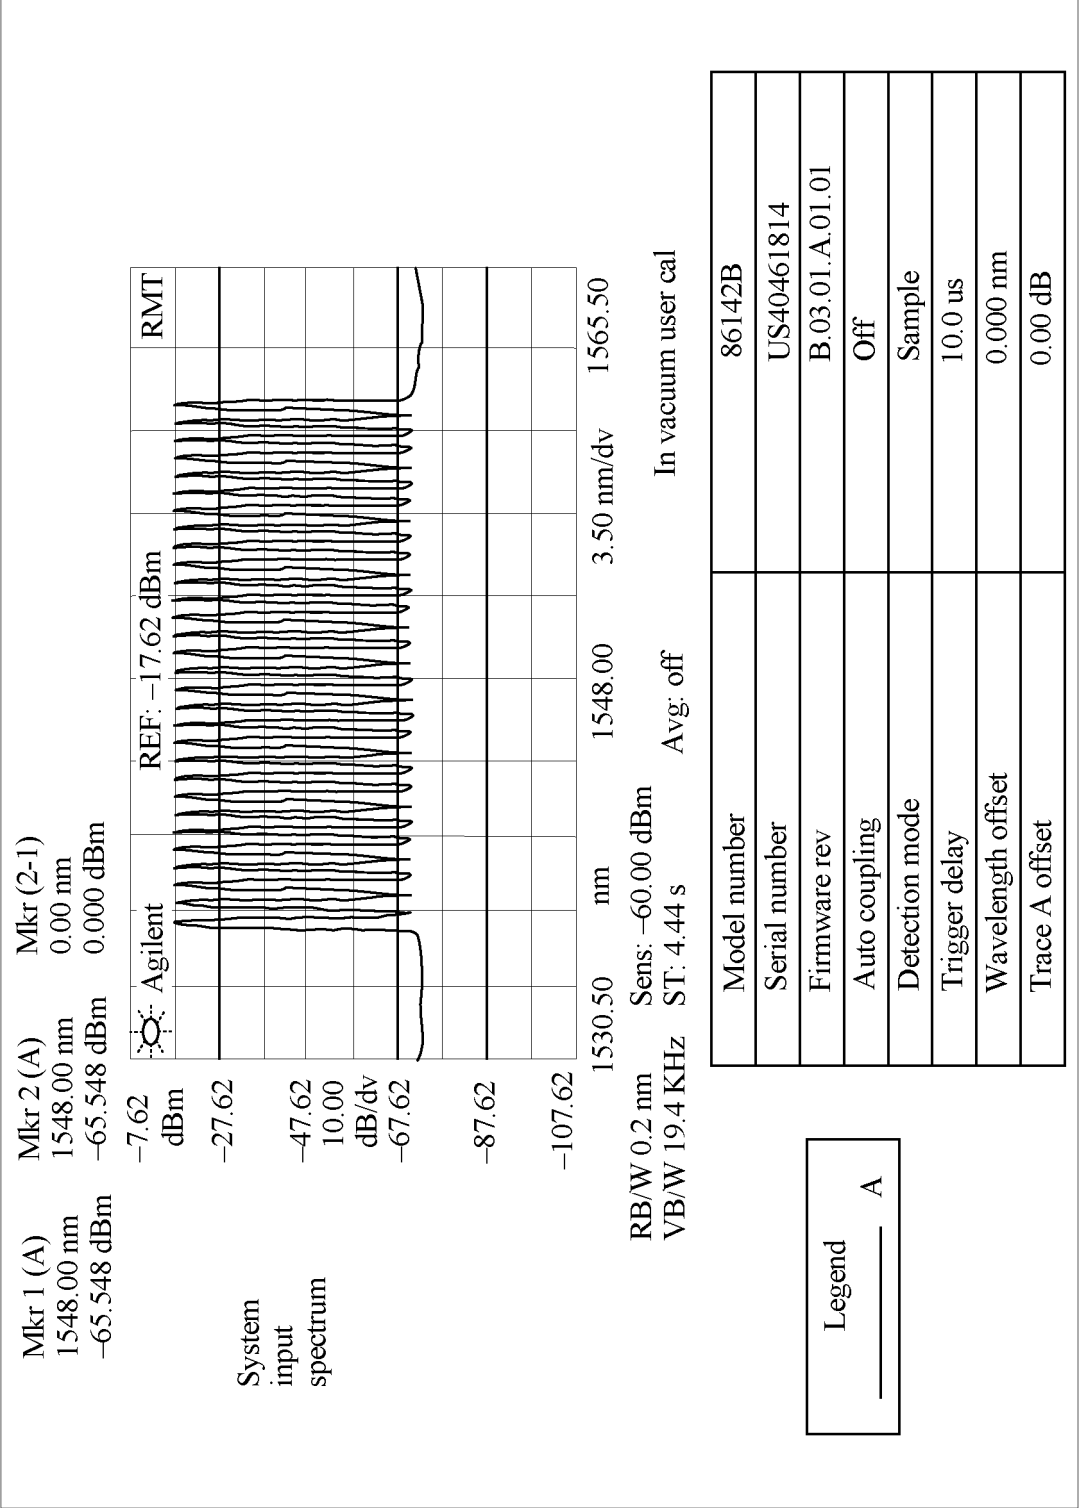 Mkr 1 (A)
1548.00 nm
–65.548 dBm
Mkr 2 (A)
1548.00 nm
–65.548 dBm
Mkr (2-1)
0.00 nm
0.000 dBm
–7.62
dBm
Agilent
REF: –17.62 dBm
RMT
System
input
spectrum
–27.62
–47.62
10.00
dB/dv
–67.62
–87.62
–107.62
1530.50
nm
1548.00
3.50 nm/dv
1565.50
RB/W 0.2 nm
Sens: –60.00 dBm
VB/W 19.4 KHz
ST: 4.44 s
Avg: off
In vacuum user cal
Legend
A
Model number 86142B
Serial number US40461814
Firmware rev B.03.01.A.01.01
Auto coupling Off
Detection mode Sample
Trigger delay 10.0 us
Wavelength offset 0.000 nm
Trace A offset 0.00 dB